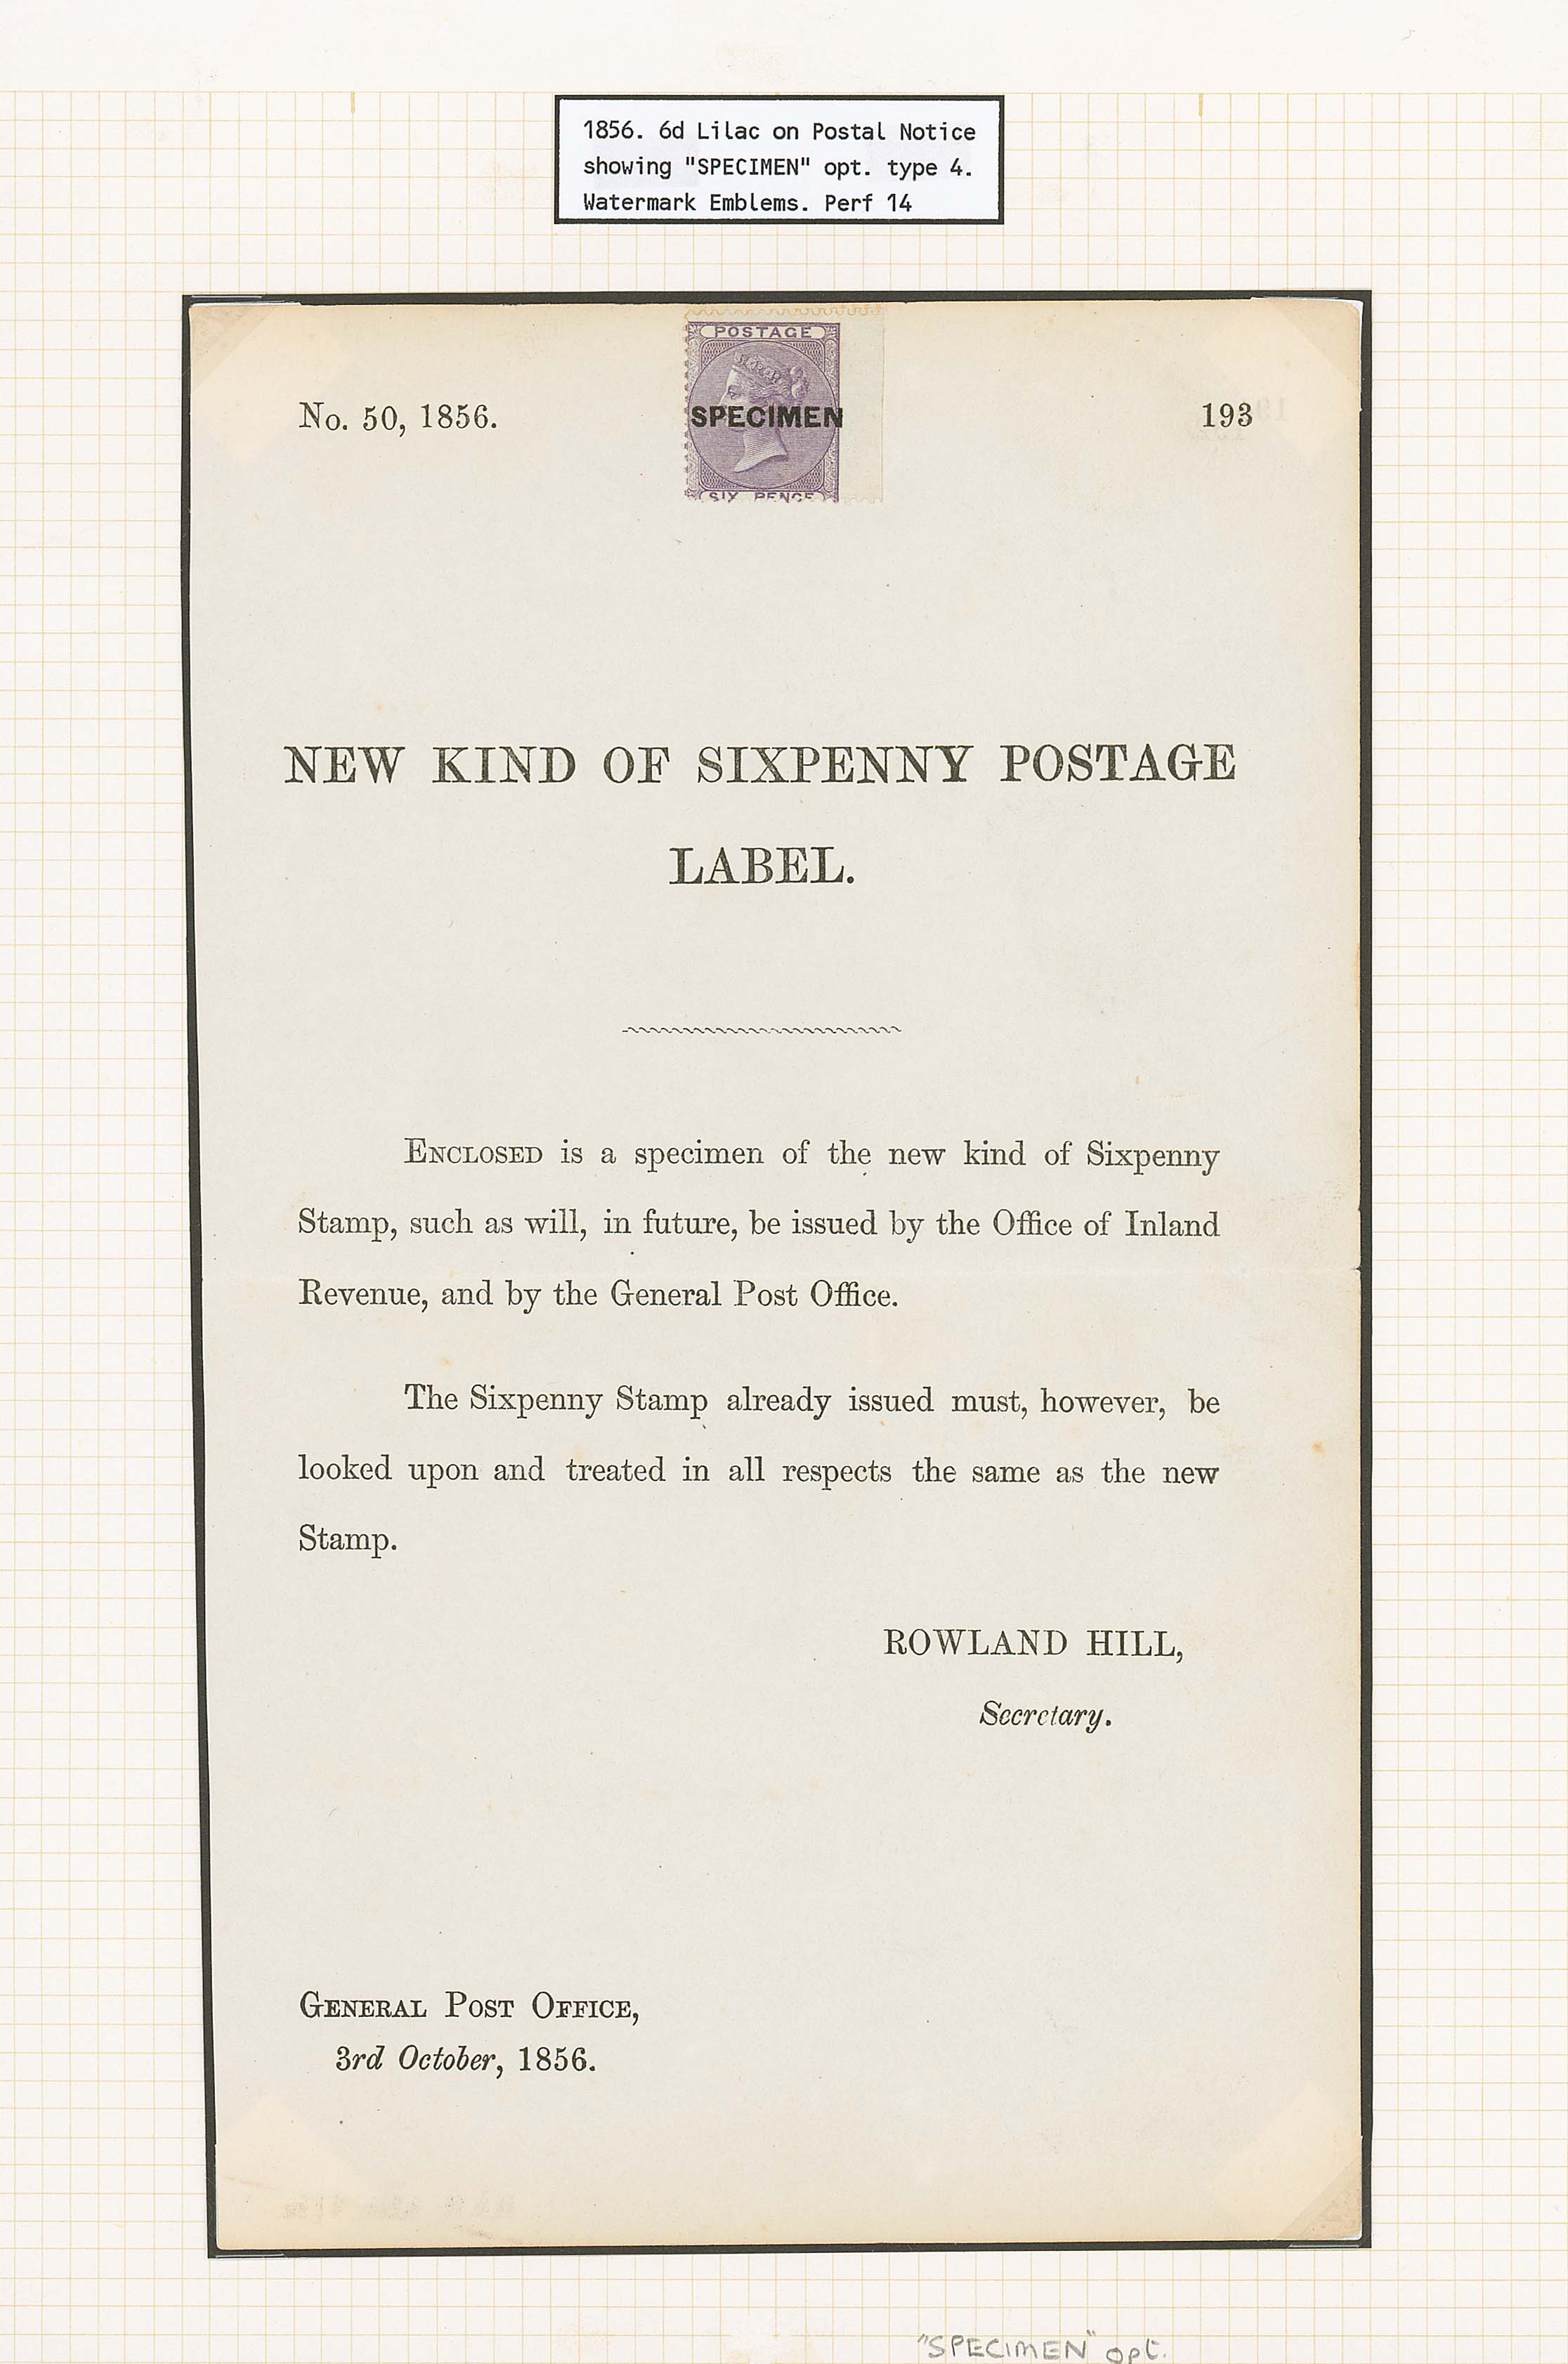 1856. 6d Lilac on Postal Notice
showing "SPECIMEN" opt. type 4.
Watermark Emblems. Perf 14
POSTAGE
No. 50, 1856.
SPECIMEN
193
SIX PENCE
NEW KIND OF SIXPENNY POSTAGE
LABEL.
ENCLOSED is a specimen of the new kind of Sixpenny
Stamp, such as will, in future, be issued by the Office of Inland
Revenue, and by the General Post Office.
The Sixpenny Stamp already issued must, however, be
looked upon and treated in all respects the same as the new
Stamp.
ROWLAND HILL,
Secretary.
GENERAL POST OFFICE,
3rd October, 1856.
"SPECIMEN" opt.